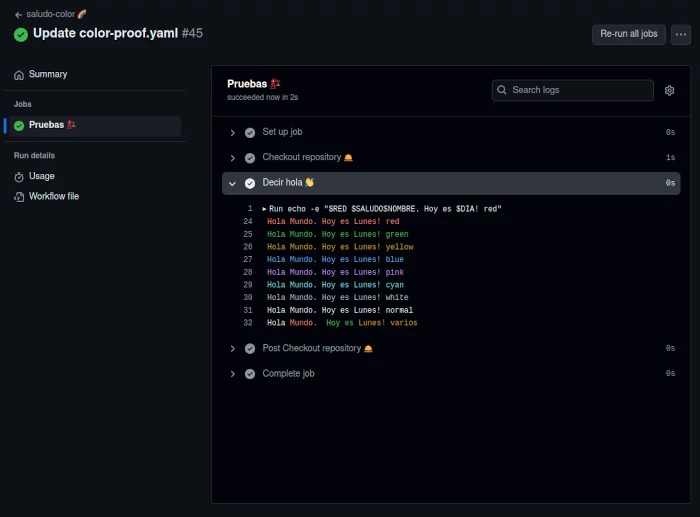 ← saludo-color 🌈
Update color-proof.yaml #45
Re-run all jobs
Summary
Jobs
Pruebas
Run details
Usage
Workflow file
Pruebas
succeeded now in 2s
Search logs
Set up job 0s
Checkout repository 🛎 1s
Decir hola 👋 0s
1 ▸ Run echo -e "$RED $SALUDO$NOMBRE. Hoy es $DIA! red"
24 Hola Mundo. Hoy es Lunes! red
25 Hola Mundo. Hoy es Lunes! green
26 Hola Mundo. Hoy es Lunes! yellow
27 Hola Mundo. Hoy es Lunes! blue
28 Hola Mundo. Hoy es Lunes! pink
29 Hola Mundo. Hoy es Lunes! cyan
30 Hola Mundo. Hoy es Lunes! white
31 Hola Mundo. Hoy es Lunes! normal
32 Hola Mundo.  Hoy es Lunes! varios
Post Checkout repository 🛎 0s
Complete job 0s